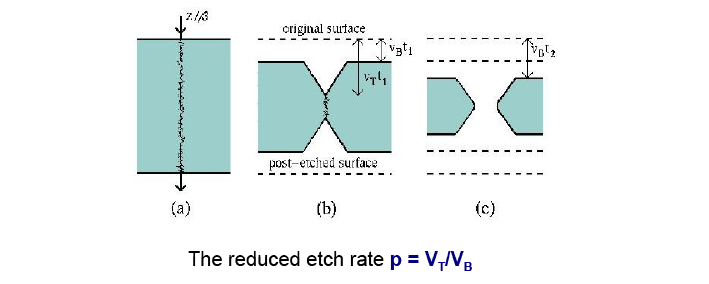 Z/β
original surface
v_B t_1
v_T t_1
v_B t_2
post-etched surface
(a)
(b)
(c)
The reduced etch rate p = V_T/V_B